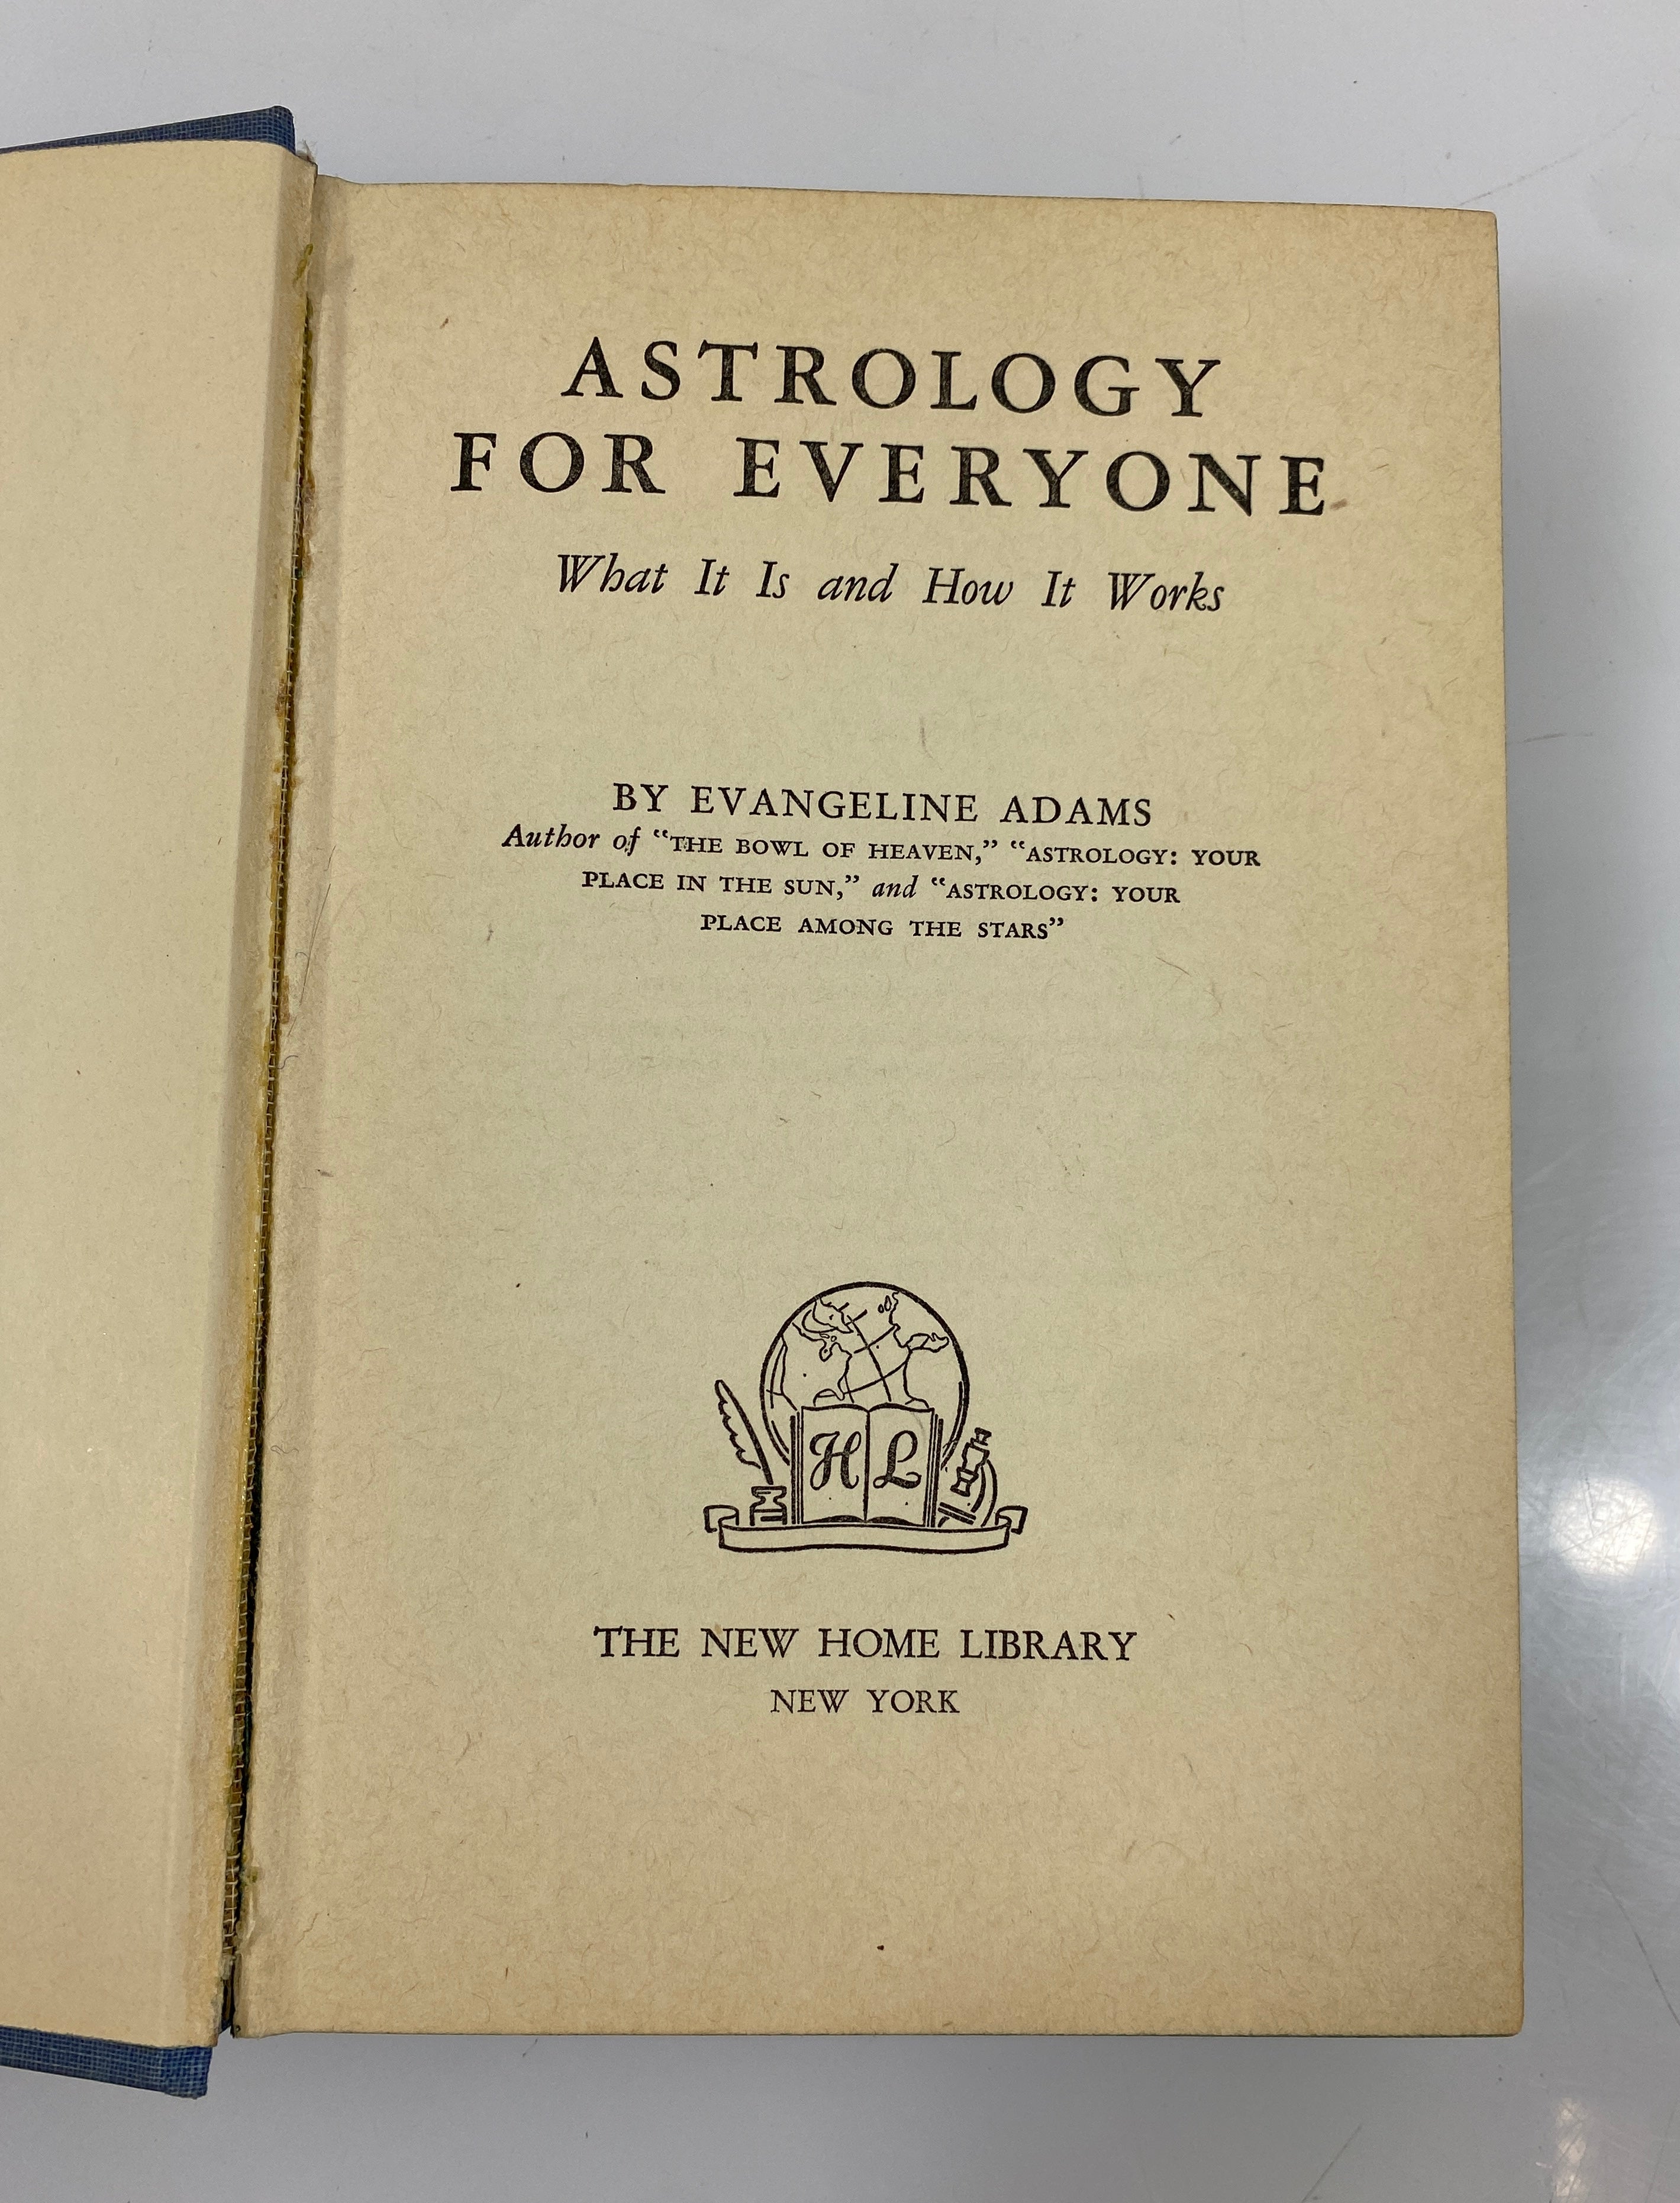 ASTROLOGY
FOR EVERYONE
What It Is and How It Works
BY EVANGELINE ADAMS
Author of “THE BOWL OF HEAVEN,” “ASTROLOGY: YOUR
PLACE IN THE SUN,” and “ASTROLOGY: YOUR
PLACE AMONG THE STARS”
H L
THE NEW HOME LIBRARY
NEW YORK